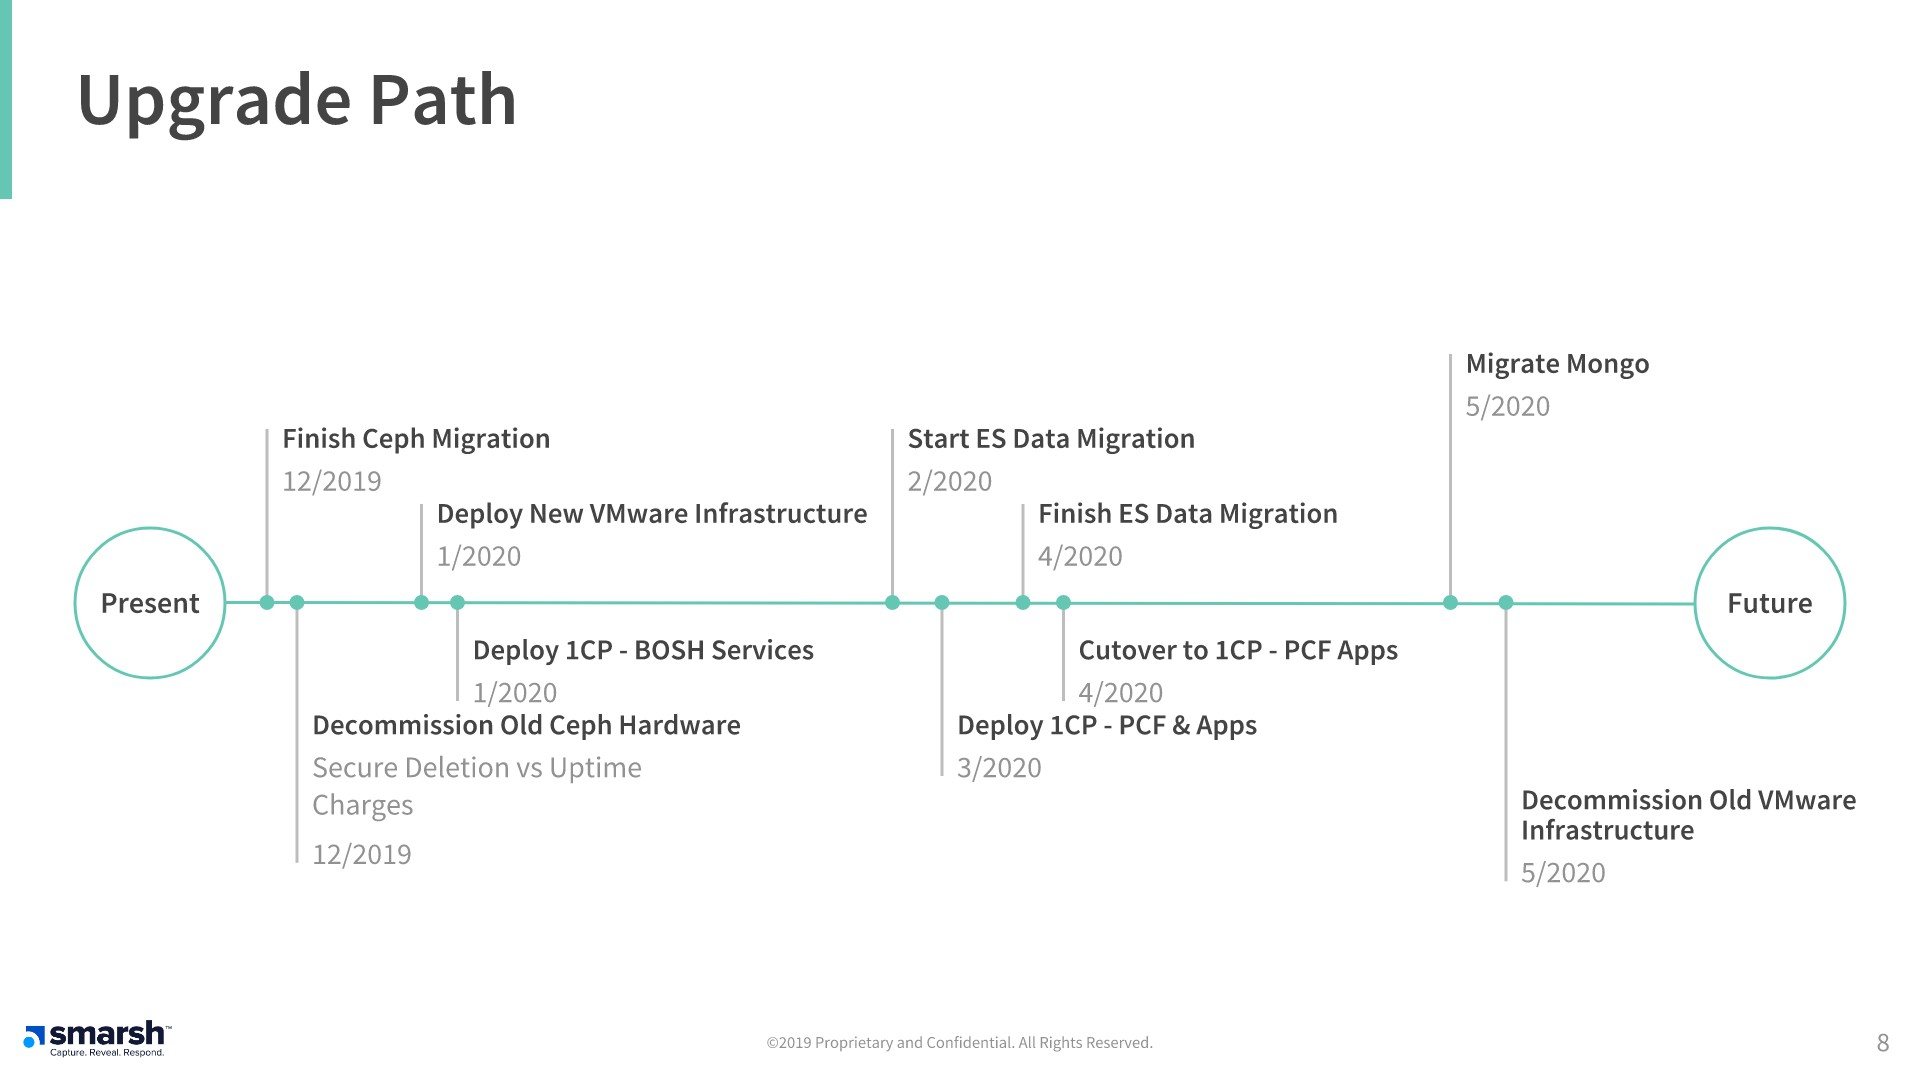 Upgrade Path
Migrate Mongo
5/2020
Finish Ceph Migration
12/2019
Start ES Data Migration
2/2020
Deploy New VMware Infrastructure
1/2020
Finish ES Data Migration
4/2020
Present
Future
Deploy 1CP - BOSH Services
1/2020
Cutover to 1CP - PCF Apps
4/2020
Decommission Old Ceph Hardware
Secure Deletion vs Uptime
Charges
12/2019
Deploy 1CP - PCF & Apps
3/2020
Decommission Old VMware
Infrastructure
5/2020
smarsh™
Capture. Reveal. Respond.
©2019 Proprietary and Confidential. All Rights Reserved.
8